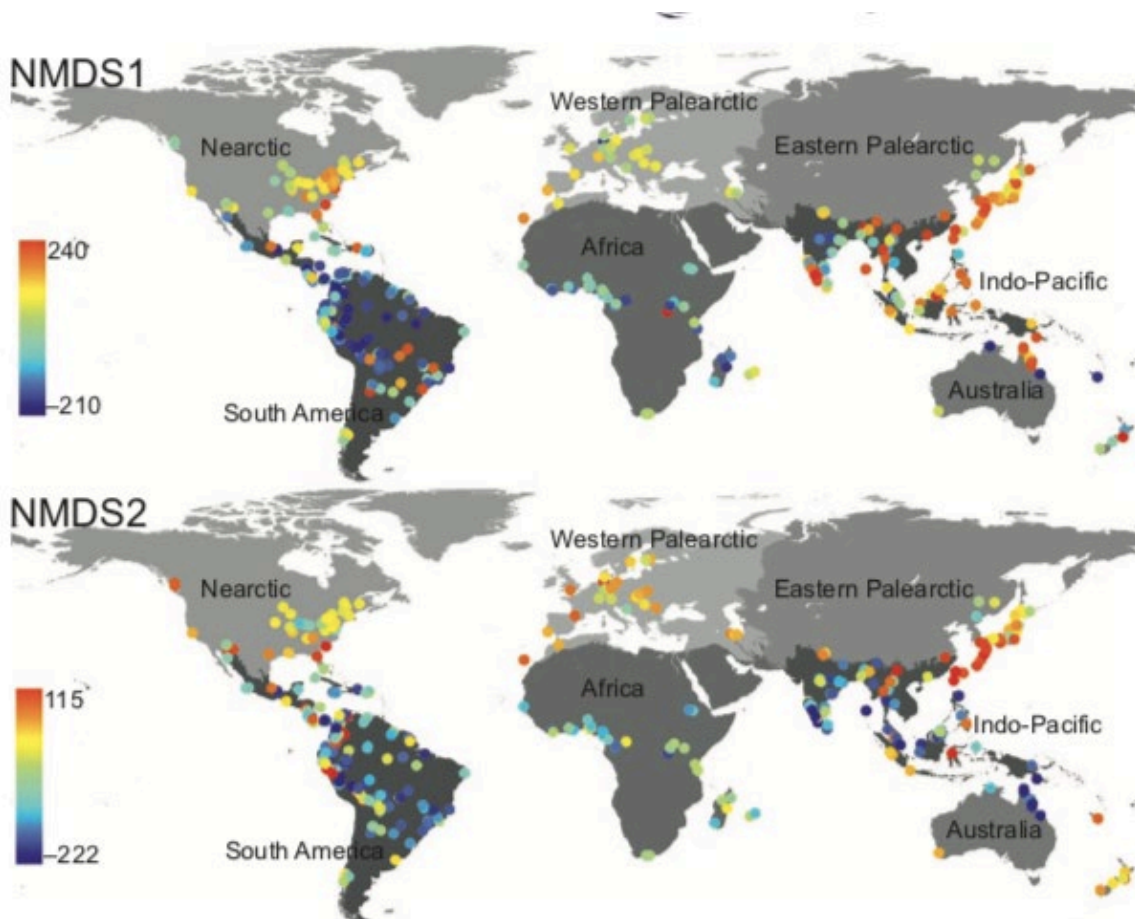 NMDS1
Western Palearctic
Nearctic
Eastern Palearctic
240
Africa
Indo-Pacific
–210
South America
Australia
NMDS2
Western Palearctic
Nearctic
Eastern Palearctic
115
Africa
Indo-Pacific
–222
South America
Australia